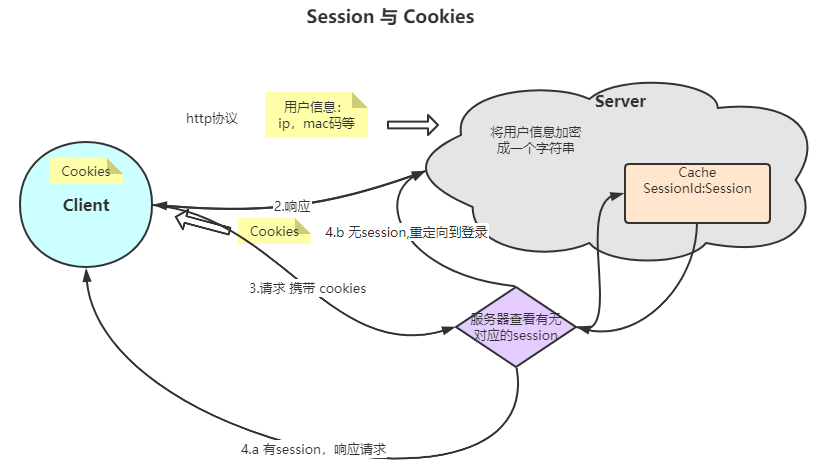 Session 与 Cookies
http协议
用户信息：
ip，mac码等
Server
将用户信息加密
成一个字符串
Cache
SessionId:Session
Cookies
Client
2.响应
Cookies
4.b 无session,重定向到登录
3.请求 携带 cookies
服务器查看有无
对应的session
4.a 有session，响应请求